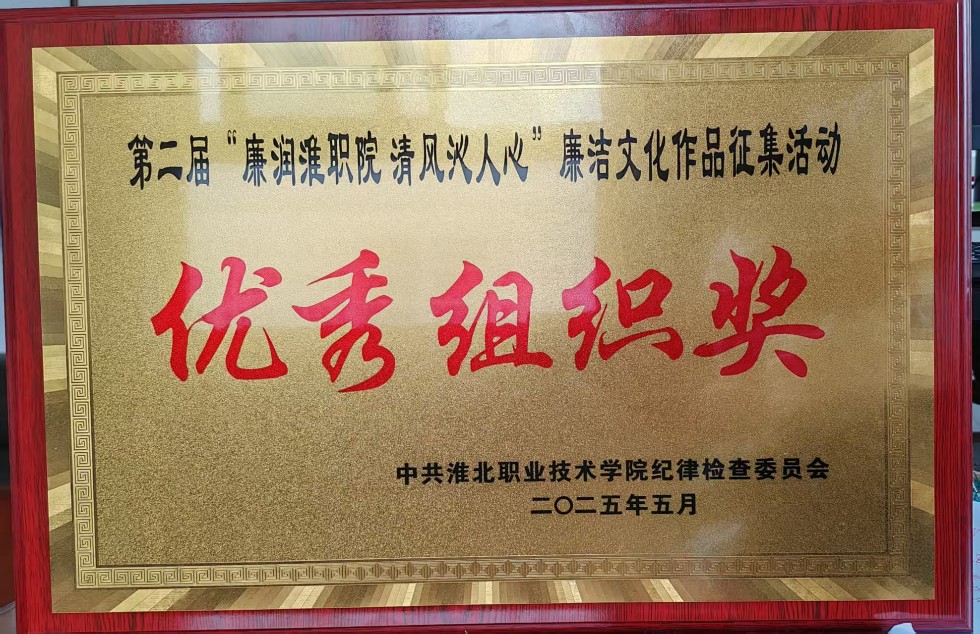 第二届“廉润淮职院 清风沁人心”廉洁文化作品征集活动
优秀组织奖
中共淮北职业技术学院纪律检查委员会
二〇二五年五月